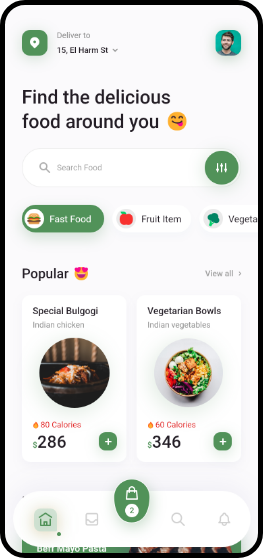 Deliver to
15, El Harm St
Find the delicious
food around you
Search Food
Fast Food
Fruit Item
Vegeta
Popular
View all
Special Bulgogi
Indian chicken
80 Calories
$286
Vegetarian Bowls
Indian vegetables
60 Calories
$346
2
Beff Mayo Pasta